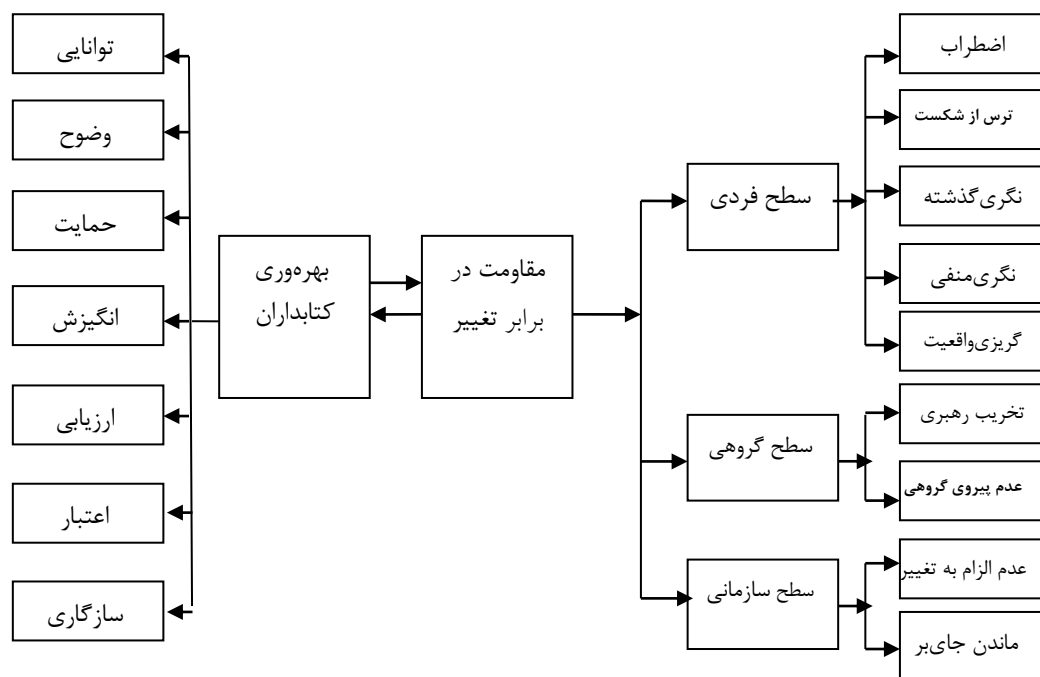 توانایی
وضوح
حمایت
انگیزش
ارزیابی
اعتبار
سازگاری
بهره‌وری
کتابداران
مقاومت در
برابر تغییر
سطح فردی
سطح گروهی
سطح سازمانی
اضطراب
ترس از شکست
نگری‌گذشته
نگری‌منفی
گریزی‌واقعیت
تخریب رهبری
عدم پیروی گروهی
عدم الزام به تغییر
ماندن جای‌بر